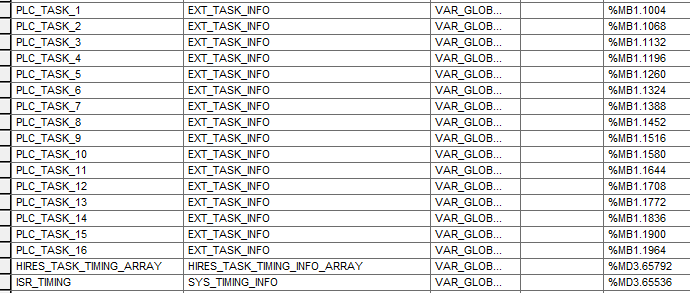 PLC_TASK_1 EXT_TASK_INFO VAR_GLOB... %MB1.1004
PLC_TASK_2 EXT_TASK_INFO VAR_GLOB... %MB1.1068
PLC_TASK_3 EXT_TASK_INFO VAR_GLOB... %MB1.1132
PLC_TASK_4 EXT_TASK_INFO VAR_GLOB... %MB1.1196
PLC_TASK_5 EXT_TASK_INFO VAR_GLOB... %MB1.1260
PLC_TASK_6 EXT_TASK_INFO VAR_GLOB... %MB1.1324
PLC_TASK_7 EXT_TASK_INFO VAR_GLOB... %MB1.1388
PLC_TASK_8 EXT_TASK_INFO VAR_GLOB... %MB1.1452
PLC_TASK_9 EXT_TASK_INFO VAR_GLOB... %MB1.1516
PLC_TASK_10 EXT_TASK_INFO VAR_GLOB... %MB1.1580
PLC_TASK_11 EXT_TASK_INFO VAR_GLOB... %MB1.1644
PLC_TASK_12 EXT_TASK_INFO VAR_GLOB... %MB1.1708
PLC_TASK_13 EXT_TASK_INFO VAR_GLOB... %MB1.1772
PLC_TASK_14 EXT_TASK_INFO VAR_GLOB... %MB1.1836
PLC_TASK_15 EXT_TASK_INFO VAR_GLOB... %MB1.1900
PLC_TASK_16 EXT_TASK_INFO VAR_GLOB... %MB1.1964
HIRES_TASK_TIMING_ARRAY HIRES_TASK_TIMING_INFO_ARRAY VAR_GLOB... %MD3.65792
ISR_TIMING SYS_TIMING_INFO VAR_GLOB... %MD3.65536